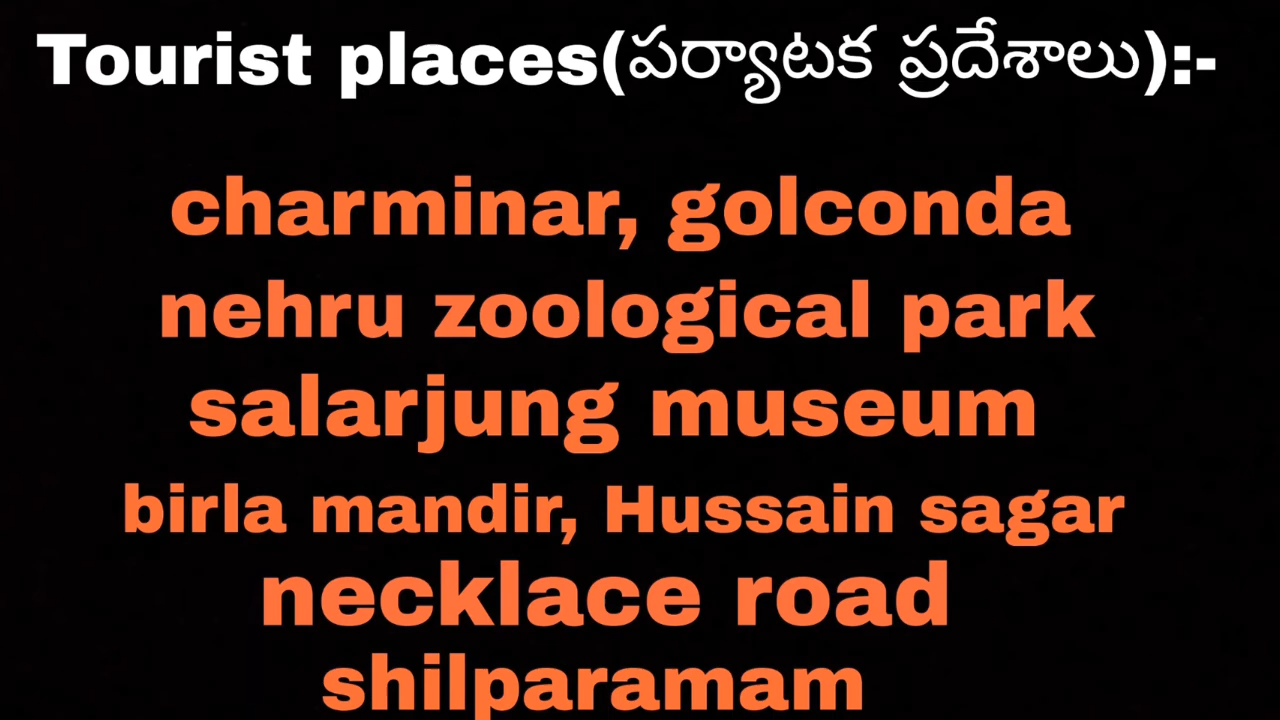 Tourist places(పర్యాటక ప్రదేశాలు):-
charminar, golconda
nehru zoological park
salarjung museum
birla mandir, Hussain sagar
necklace road
shilparamam